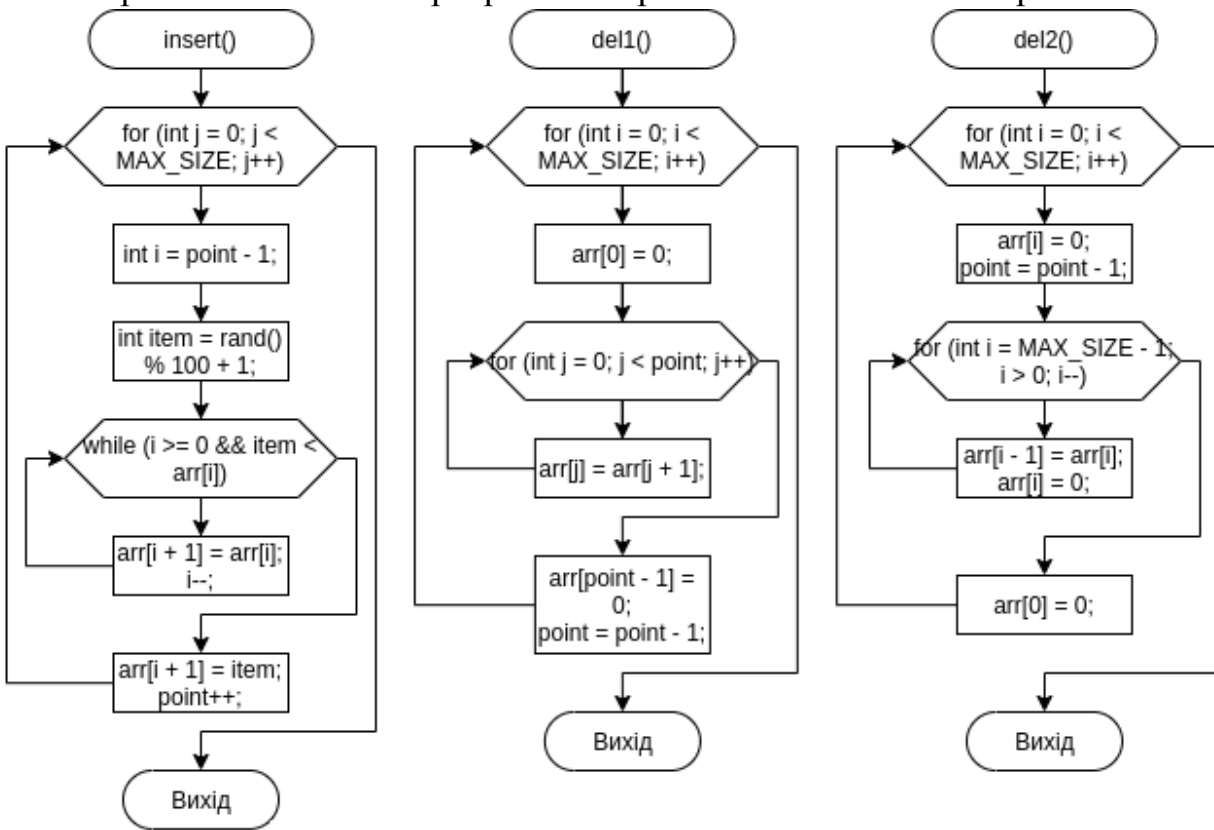 insert()
for (int j = 0; j <
MAX_SIZE; j++)
int i = point - 1;
int item = rand()
% 100 + 1;
while (i >= 0 && item <
arr[i])
arr[i + 1] = arr[i];
i--;
arr[i + 1] = item;
point++;
Вихід
del1()
for (int i = 0; i <
MAX_SIZE; i++)
arr[0] = 0;
for (int j = 0; j < point; j++)
arr[j] = arr[j + 1];
arr[point - 1] =
0;
point = point - 1;
Вихід
del2()
for (int i = 0; i <
MAX_SIZE; i++)
arr[i] = 0;
point = point - 1;
for (int i = MAX_SIZE - 1;
i > 0; i--)
arr[i - 1] = arr[i];
arr[i] = 0;
arr[0] = 0;
Вихід